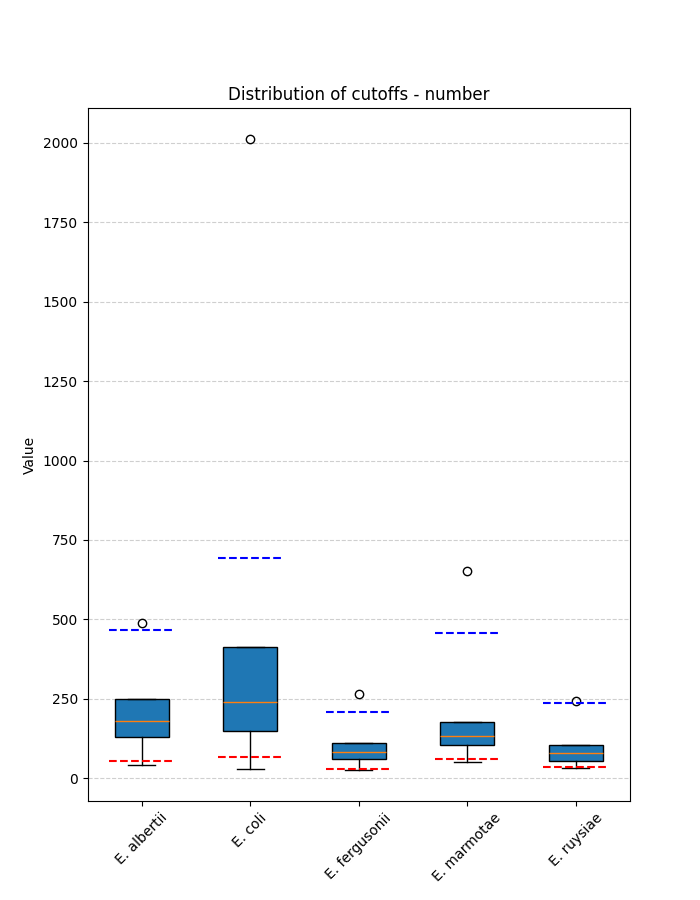 Distribution of cutoffs - number
2000
1750
1500
1250
1000
750
500
250
0
Value
E. albertii
E. coli
E. fergusonii
E. marmotae
E. ruysiae